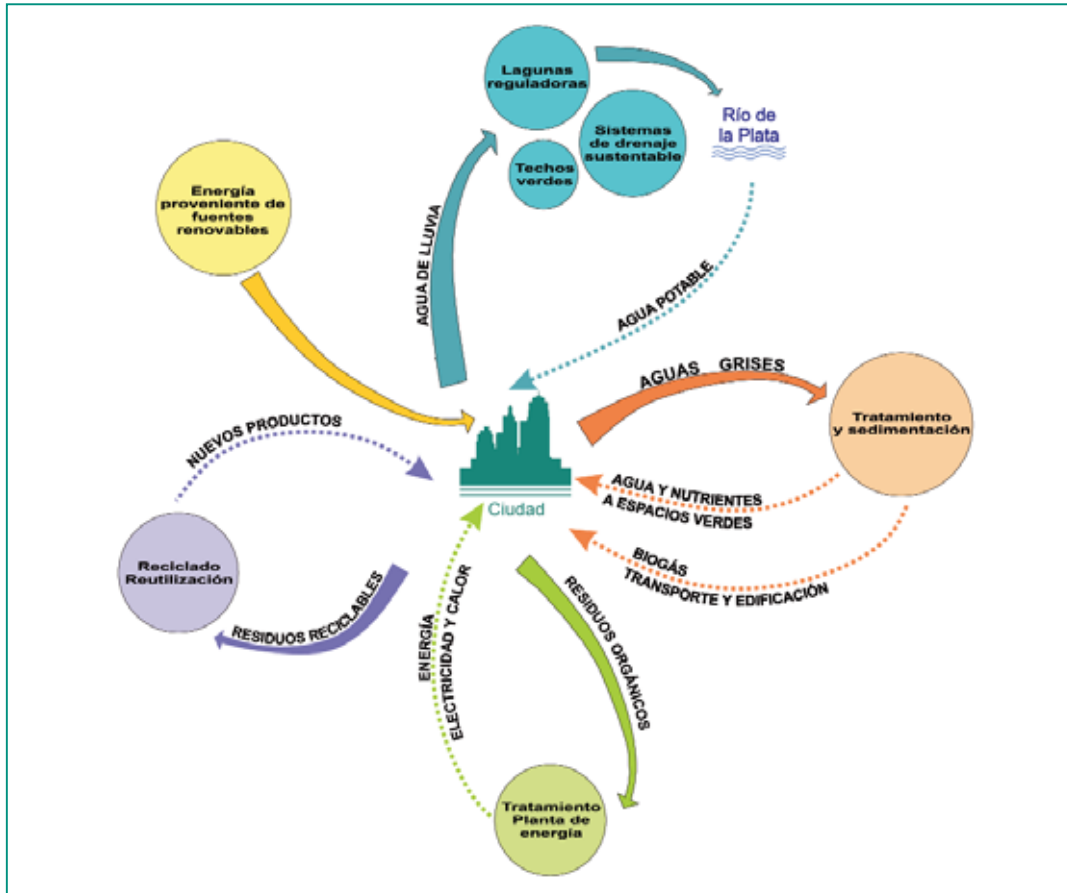 Lagunas
reguladoras
Sistemas
de drenaje
sustentable
Techos
verdes
Río de
la Plata
Energía
proveniente de
fuentes
renovables
AGUA DE LLUVIA
AGUA POTABLE
AGUAS GRISES
Tratamiento
y sedimentación
NUEVOS PRODUCTOS
AGUA Y NUTRIENTES
A ESPACIOS VERDES
Ciudad
BIOGÁS
TRANSPORTE Y EDIFICACIÓN
Reciclado
Reutilización
RESIDUOS RECICLABLES
ENERGÍA
ELECTRICIDAD Y CALOR
RESIDUOS ORGÁNICOS
Tratamiento
Planta de
energía